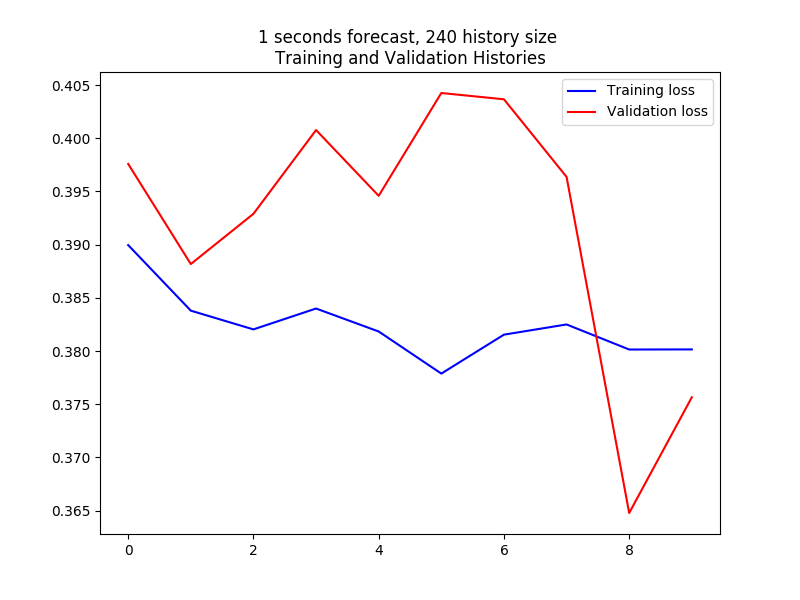 1 seconds forecast, 240 history size
Training and Validation Histories
Training loss
Validation loss
0.405
0.400
0.395
0.390
0.385
0.380
0.375
0.370
0.365
0 2 4 6 8